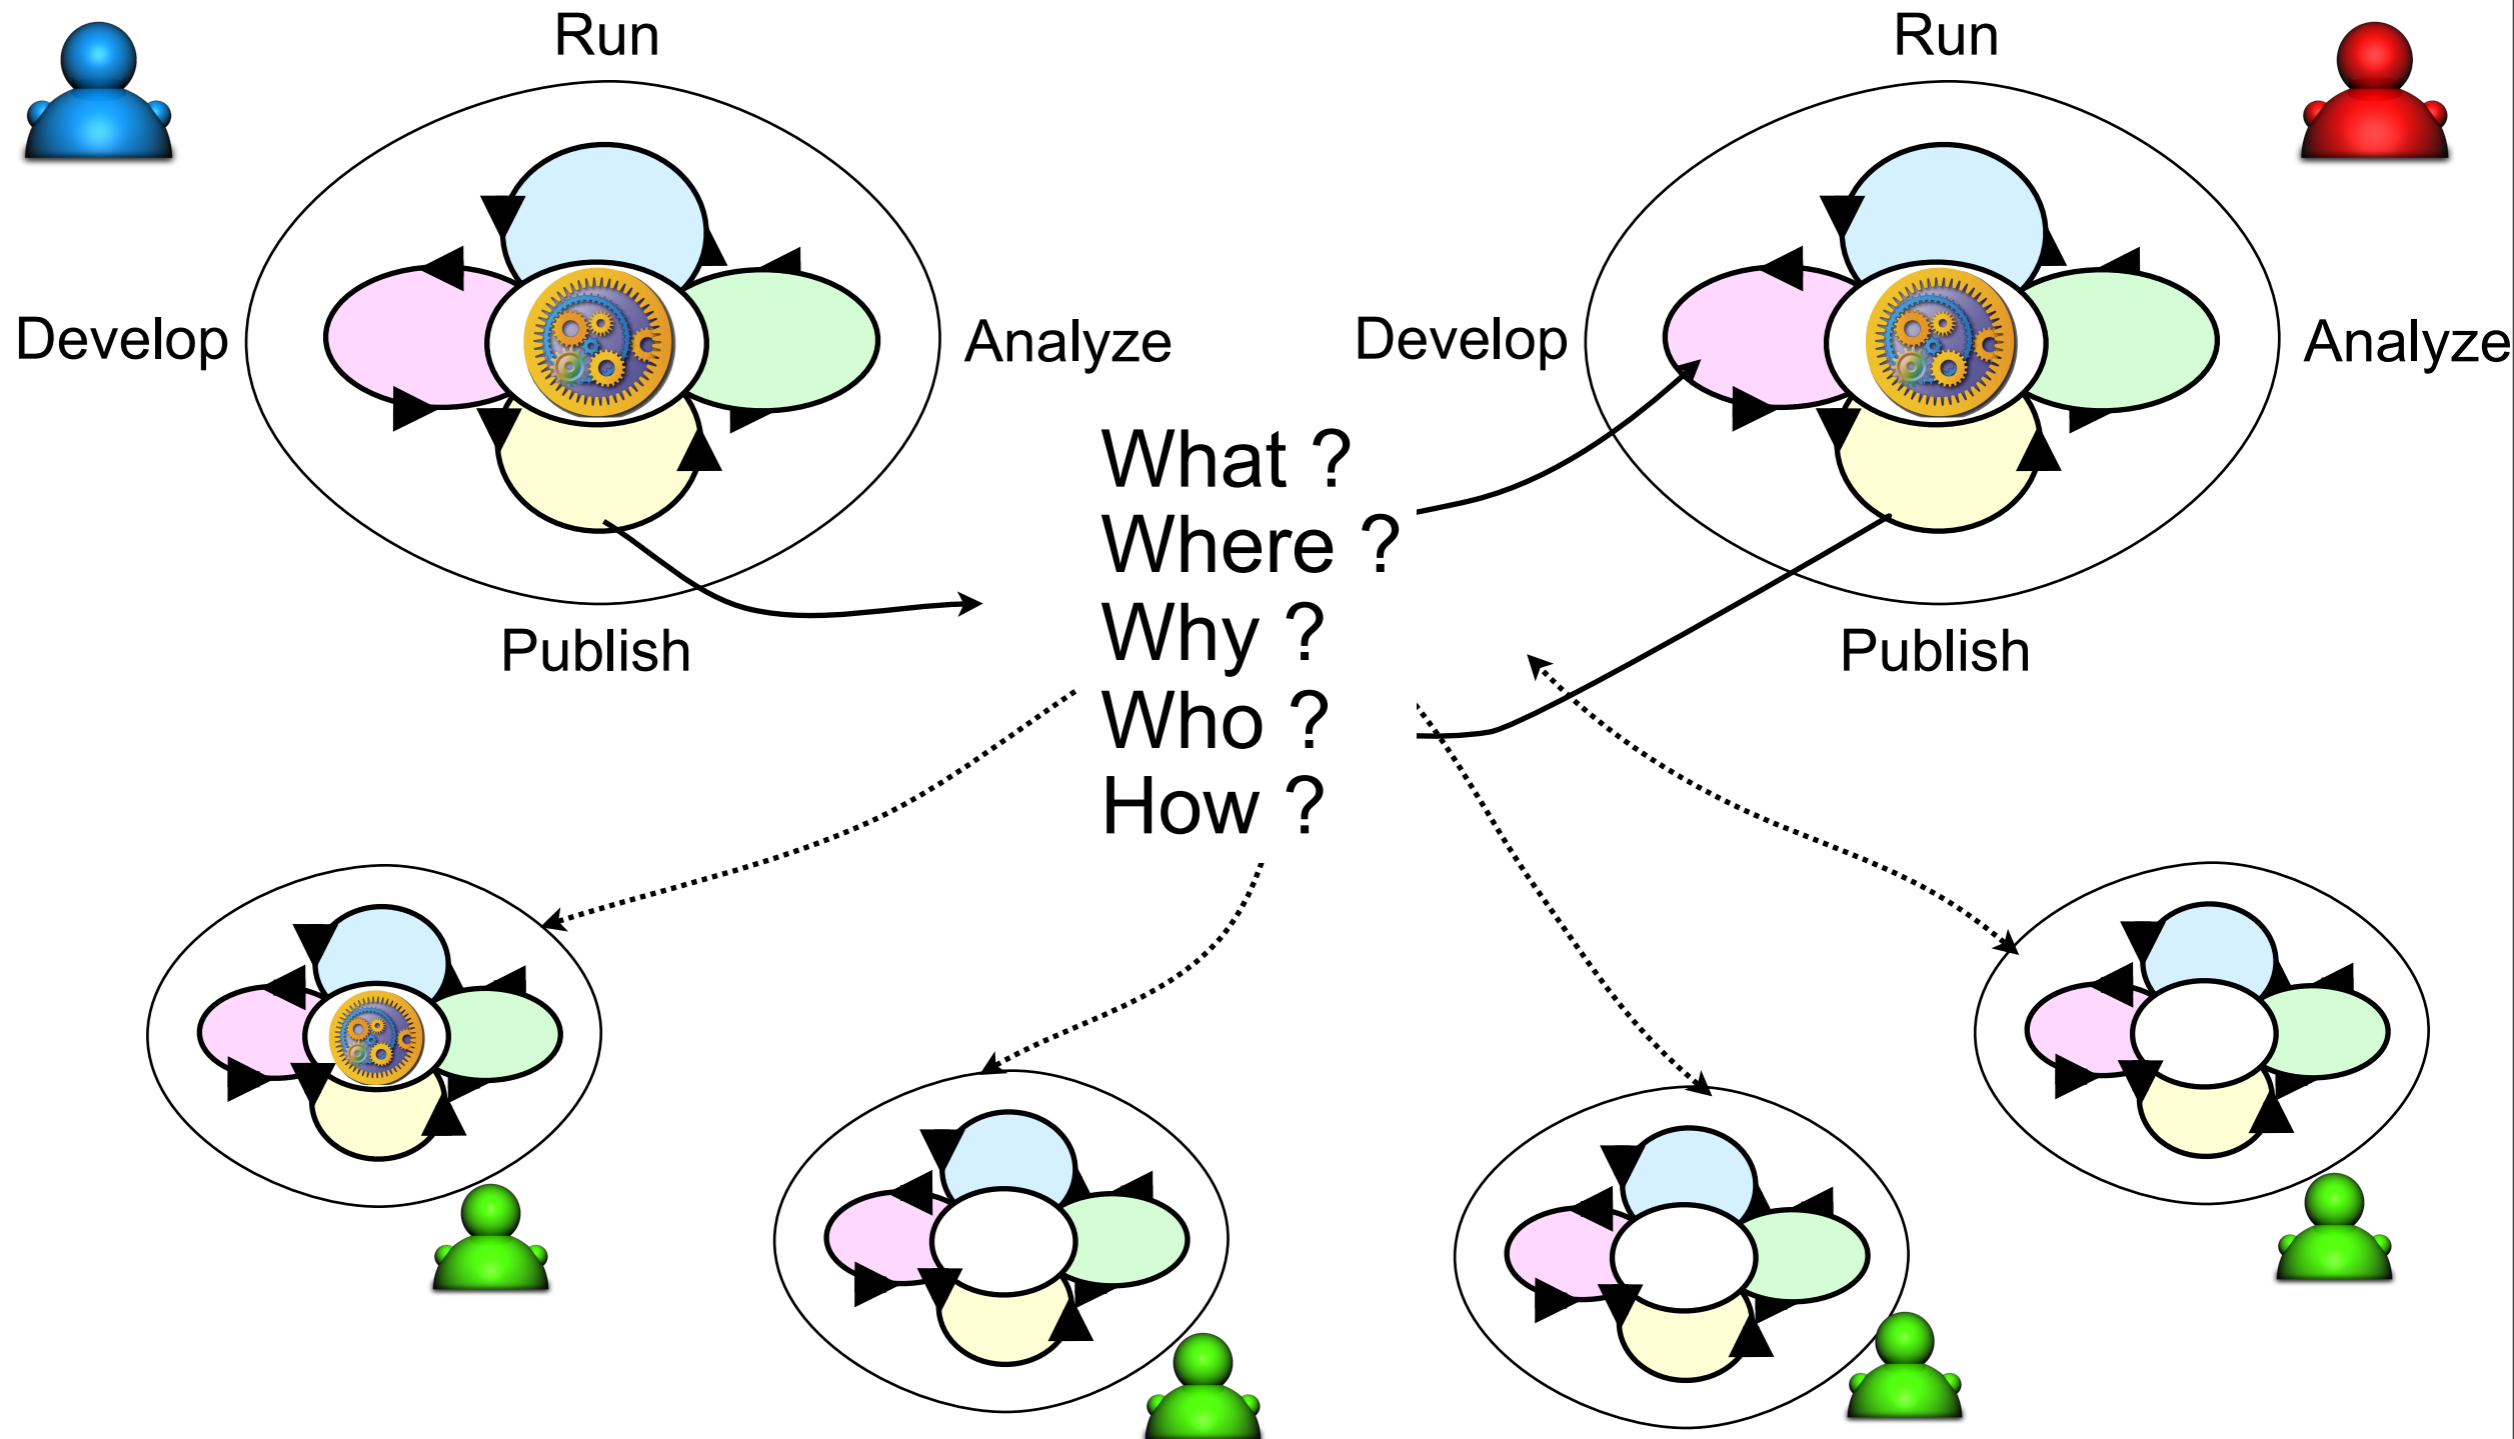 Run
Run
Develop
Analyze
Develop
Analyze
What ?
Where ?
Why ?
Who ?
How ?
Publish
Publish